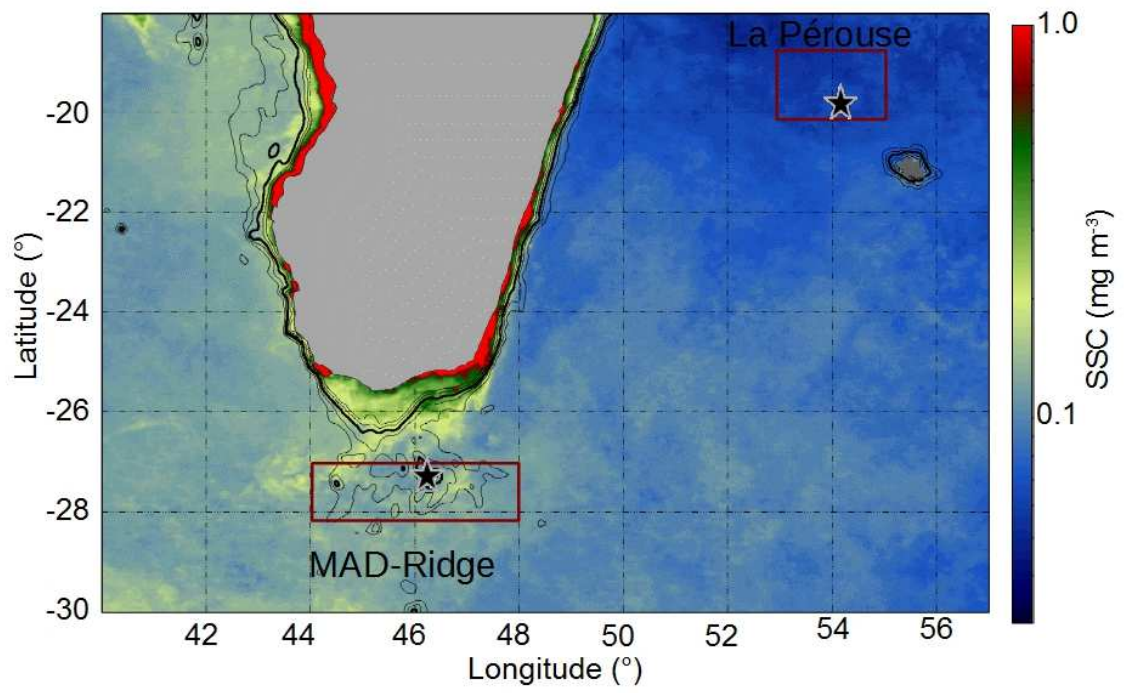 La Pérouse
1.0
-20
-22
-24
-26
-28
-30
Latitude (°)
0.1
SSC (mg m⁻³)
MAD-Ridge
42 44 46 48 50 52 54 56
Longitude (°)